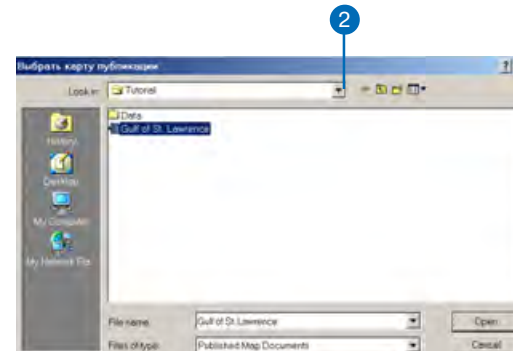 2
Выбрать карту публикации ?
Look in: Tutorial
Data
Gulf of St. Lawrence
History
Desktop
My Computer
My Network Pla..
File name: Gulf of St. Lawrence Open
Files of type: Published Map Documents Cancel